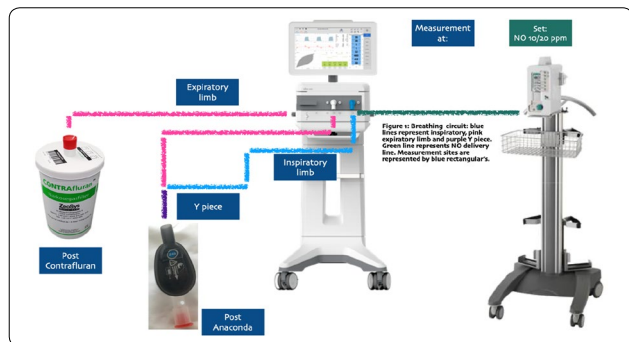 Measurement
at:
Set:
NO 10/20 ppm
Expiratory
limb
Figure 1: Breathing circuit: blue
lines represent inspiratory, pink
expiratory limb and purple Y piece.
Green line represents NO delivery
line. Measurement sites are
represented by blue rectangular's.
Inspiratory
limb
CONTRAfluran
Y piece
Post
Contrafluran
Post
Anaconda